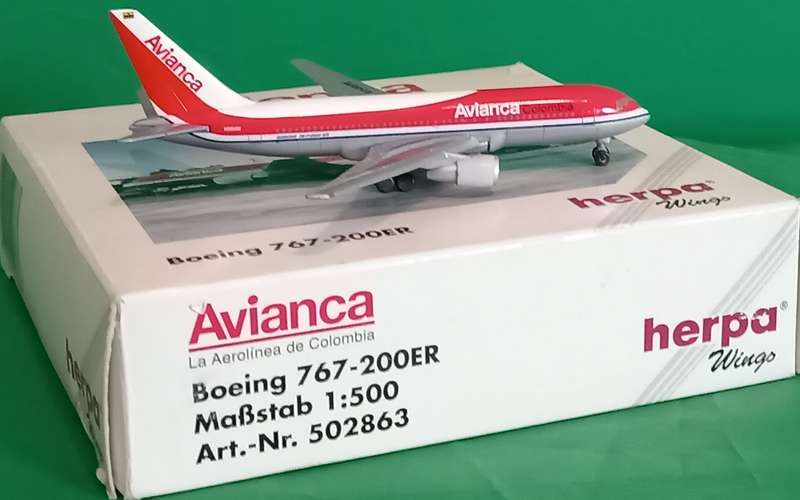 Avianca
Avianca Colombia
herpa
Wings
Boeing 767-200ER
Avianca
La Aerolínea de Colombia
Boeing 767-200ER
Maßstab 1:500
Art.-Nr. 502863
herpa®
Wings
herpa